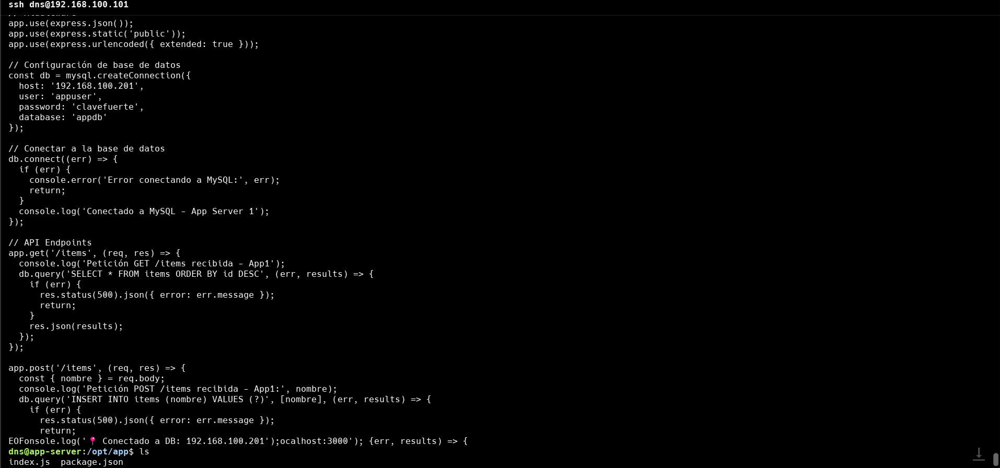 ssh dns@192.168.100.101
app.use(express.json());
app.use(express.static('public'));
app.use(express.urlencoded({ extended: true }));

// Configuración de base de datos
const db = mysql.createConnection({
  host: '192.168.100.201',
  user: 'appuser',
  password: 'clavefuerte',
  database: 'appdb'
});

// Conectar a la base de datos
db.connect((err) => {
  if (err) {
    console.error('Error conectando a MySQL:', err);
    return;
  }
  console.log('Conectado a MySQL - App Server 1');
});

// API Endpoints
app.get('/items', (req, res) => {
  console.log('Petición GET /items recibida - App1');
  db.query('SELECT * FROM items ORDER BY id DESC', (err, results) => {
    if (err) {
      res.status(500).json({ error: err.message });
      return;
    }
    res.json(results);
  });
});

app.post('/items', (req, res) => {
  const { nombre } = req.body;
  console.log('Petición POST /items recibida - App1:', nombre);
  db.query('INSERT INTO items (nombre) VALUES (?)', [nombre], (err, results) => {
    if (err) {
      res.status(500).json({ error: err.message });
      return;
EOFonsole.log('📍 Conectado a DB: 192.168.100.201');ocalhost:3000'); {err, results) => {
dns@app-server:/opt/app$ ls
index.js  package.json